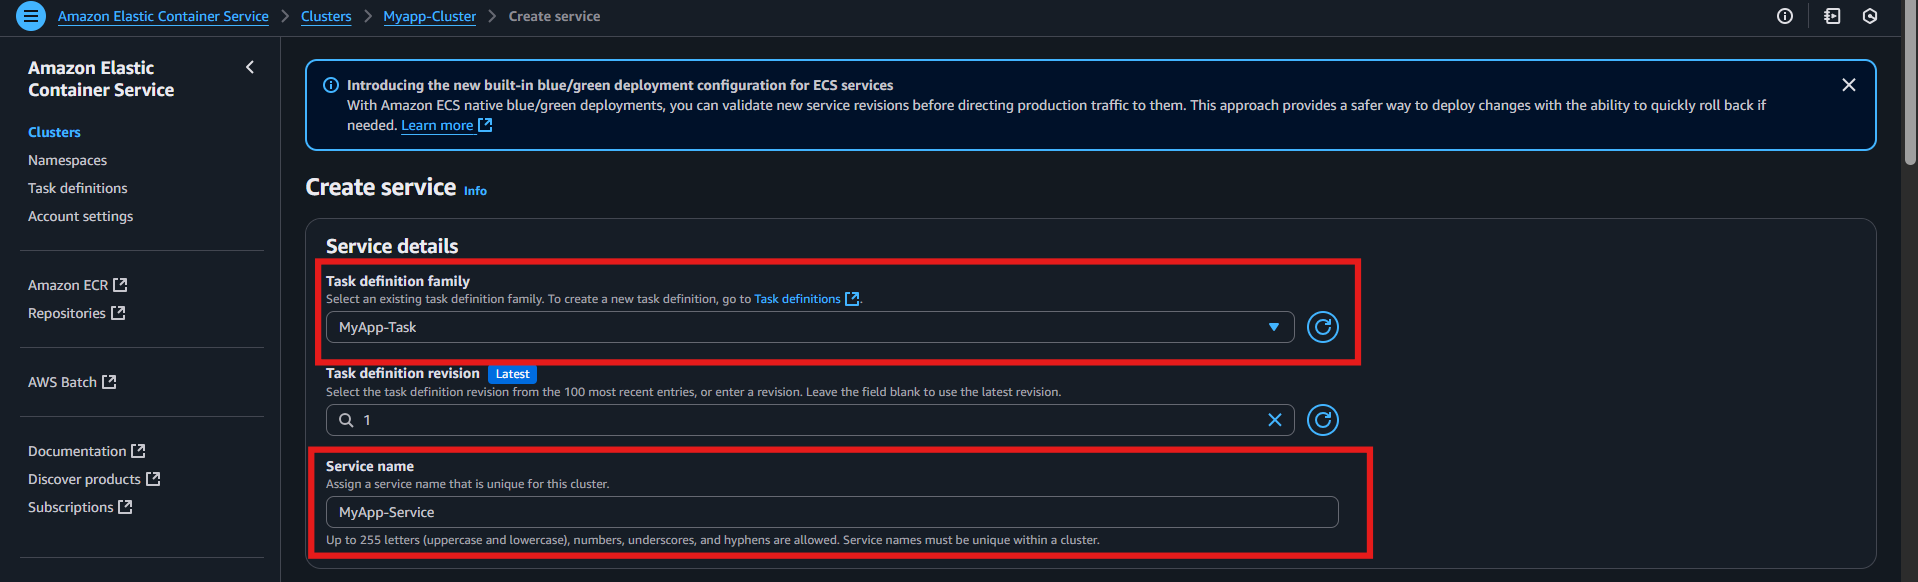 Amazon Elastic Container Service > Clusters > Myapp-Cluster > Create service
Amazon Elastic
Container Service
Clusters
Namespaces
Task definitions
Account settings
Amazon ECR
Repositories
AWS Batch
Documentation
Discover products
Subscriptions
Introducing the new built-in blue/green deployment configuration for ECS services
With Amazon ECS native blue/green deployments, you can validate new service revisions before directing production traffic to them. This approach provides a safer way to deploy changes with the ability to quickly roll back if
needed. Learn more
Create service Info
Service details
Task definition family
Select an existing task definition family. To create a new task definition, go to Task definitions.
MyApp-Task
Task definition revision Latest
Select the task definition revision from the 100 most recent entries, or enter a revision. Leave the field blank to use the latest revision.
1
Service name
Assign a service name that is unique for this cluster.
MyApp-Service
Up to 255 letters (uppercase and lowercase), numbers, underscores, and hyphens are allowed. Service names must be unique within a cluster.